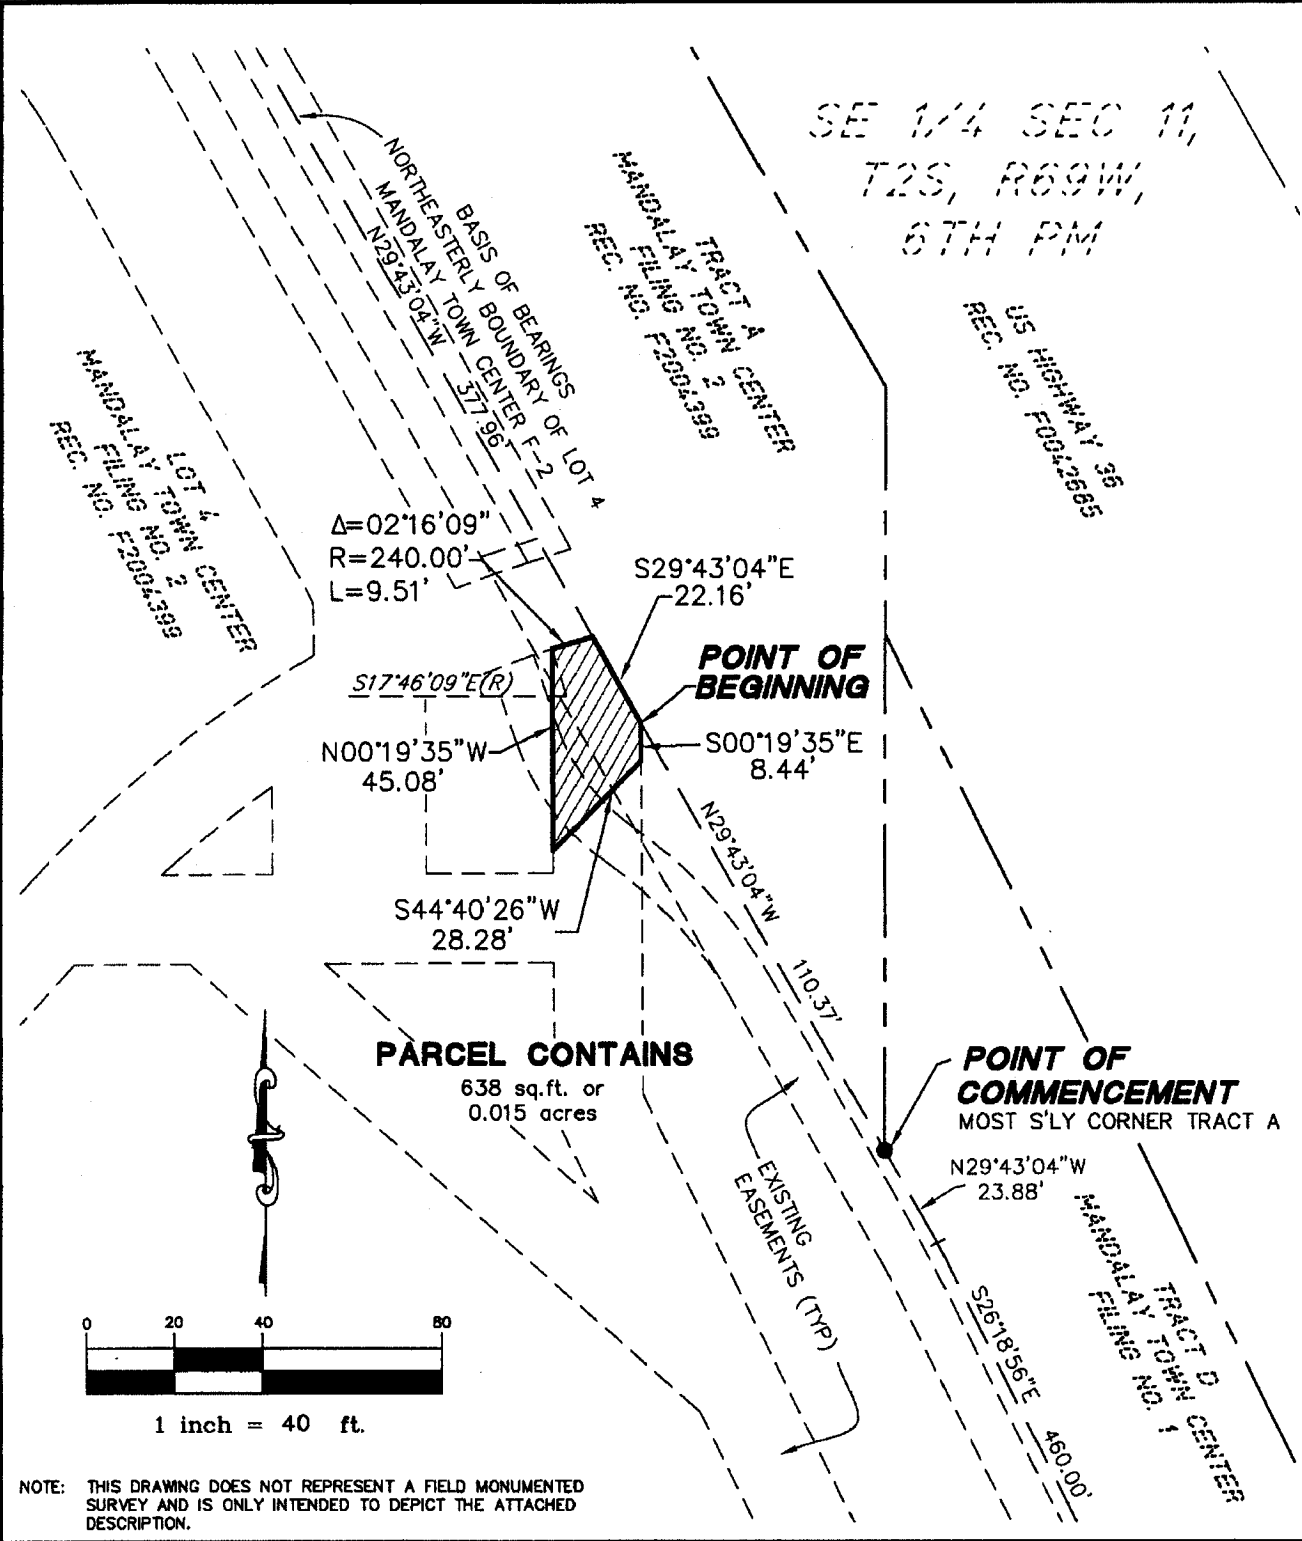 SE 1/4 SEC 11,
T2S, R69W,
6TH PM
BASIS OF BEARINGS
NORTHEASTERLY BOUNDARY OF LOT 4
MANDALAY TOWN CENTER F-2
N29°43'04"W 377.96'
TRACT A
MANDALAY TOWN CENTER
FILING NO. 2
REC. NO. F2004399
US HIGHWAY 36
REC. NO. F0042665
LOT 4
MANDALAY TOWN CENTER
FILING NO. 2
REC. NO. F2004399
Δ=02°16'09"
R=240.00'
L=9.51'
S29°43'04"E
22.16'
POINT OF
BEGINNING
S17°46'09"E(R)
N00°19'35"W
45.08'
S00°19'35"E
8.44'
N29°43'04"W
110.37'
S44°40'26"W
28.28'
PARCEL CONTAINS
638 sq.ft. or
0.015 acres
POINT OF
COMMENCEMENT
MOST S'LY CORNER TRACT A
N29°43'04"W
23.88'
EXISTING
EASEMENTS (TYP)
S26°18'56"E
460.00'
TRACT D
MANDALAY TOWN CENTER
FILING NO. 1
0 20 40 80
1 inch = 40 ft.
NOTE: THIS DRAWING DOES NOT REPRESENT A FIELD MONUMENTED
SURVEY AND IS ONLY INTENDED TO DEPICT THE ATTACHED
DESCRIPTION.